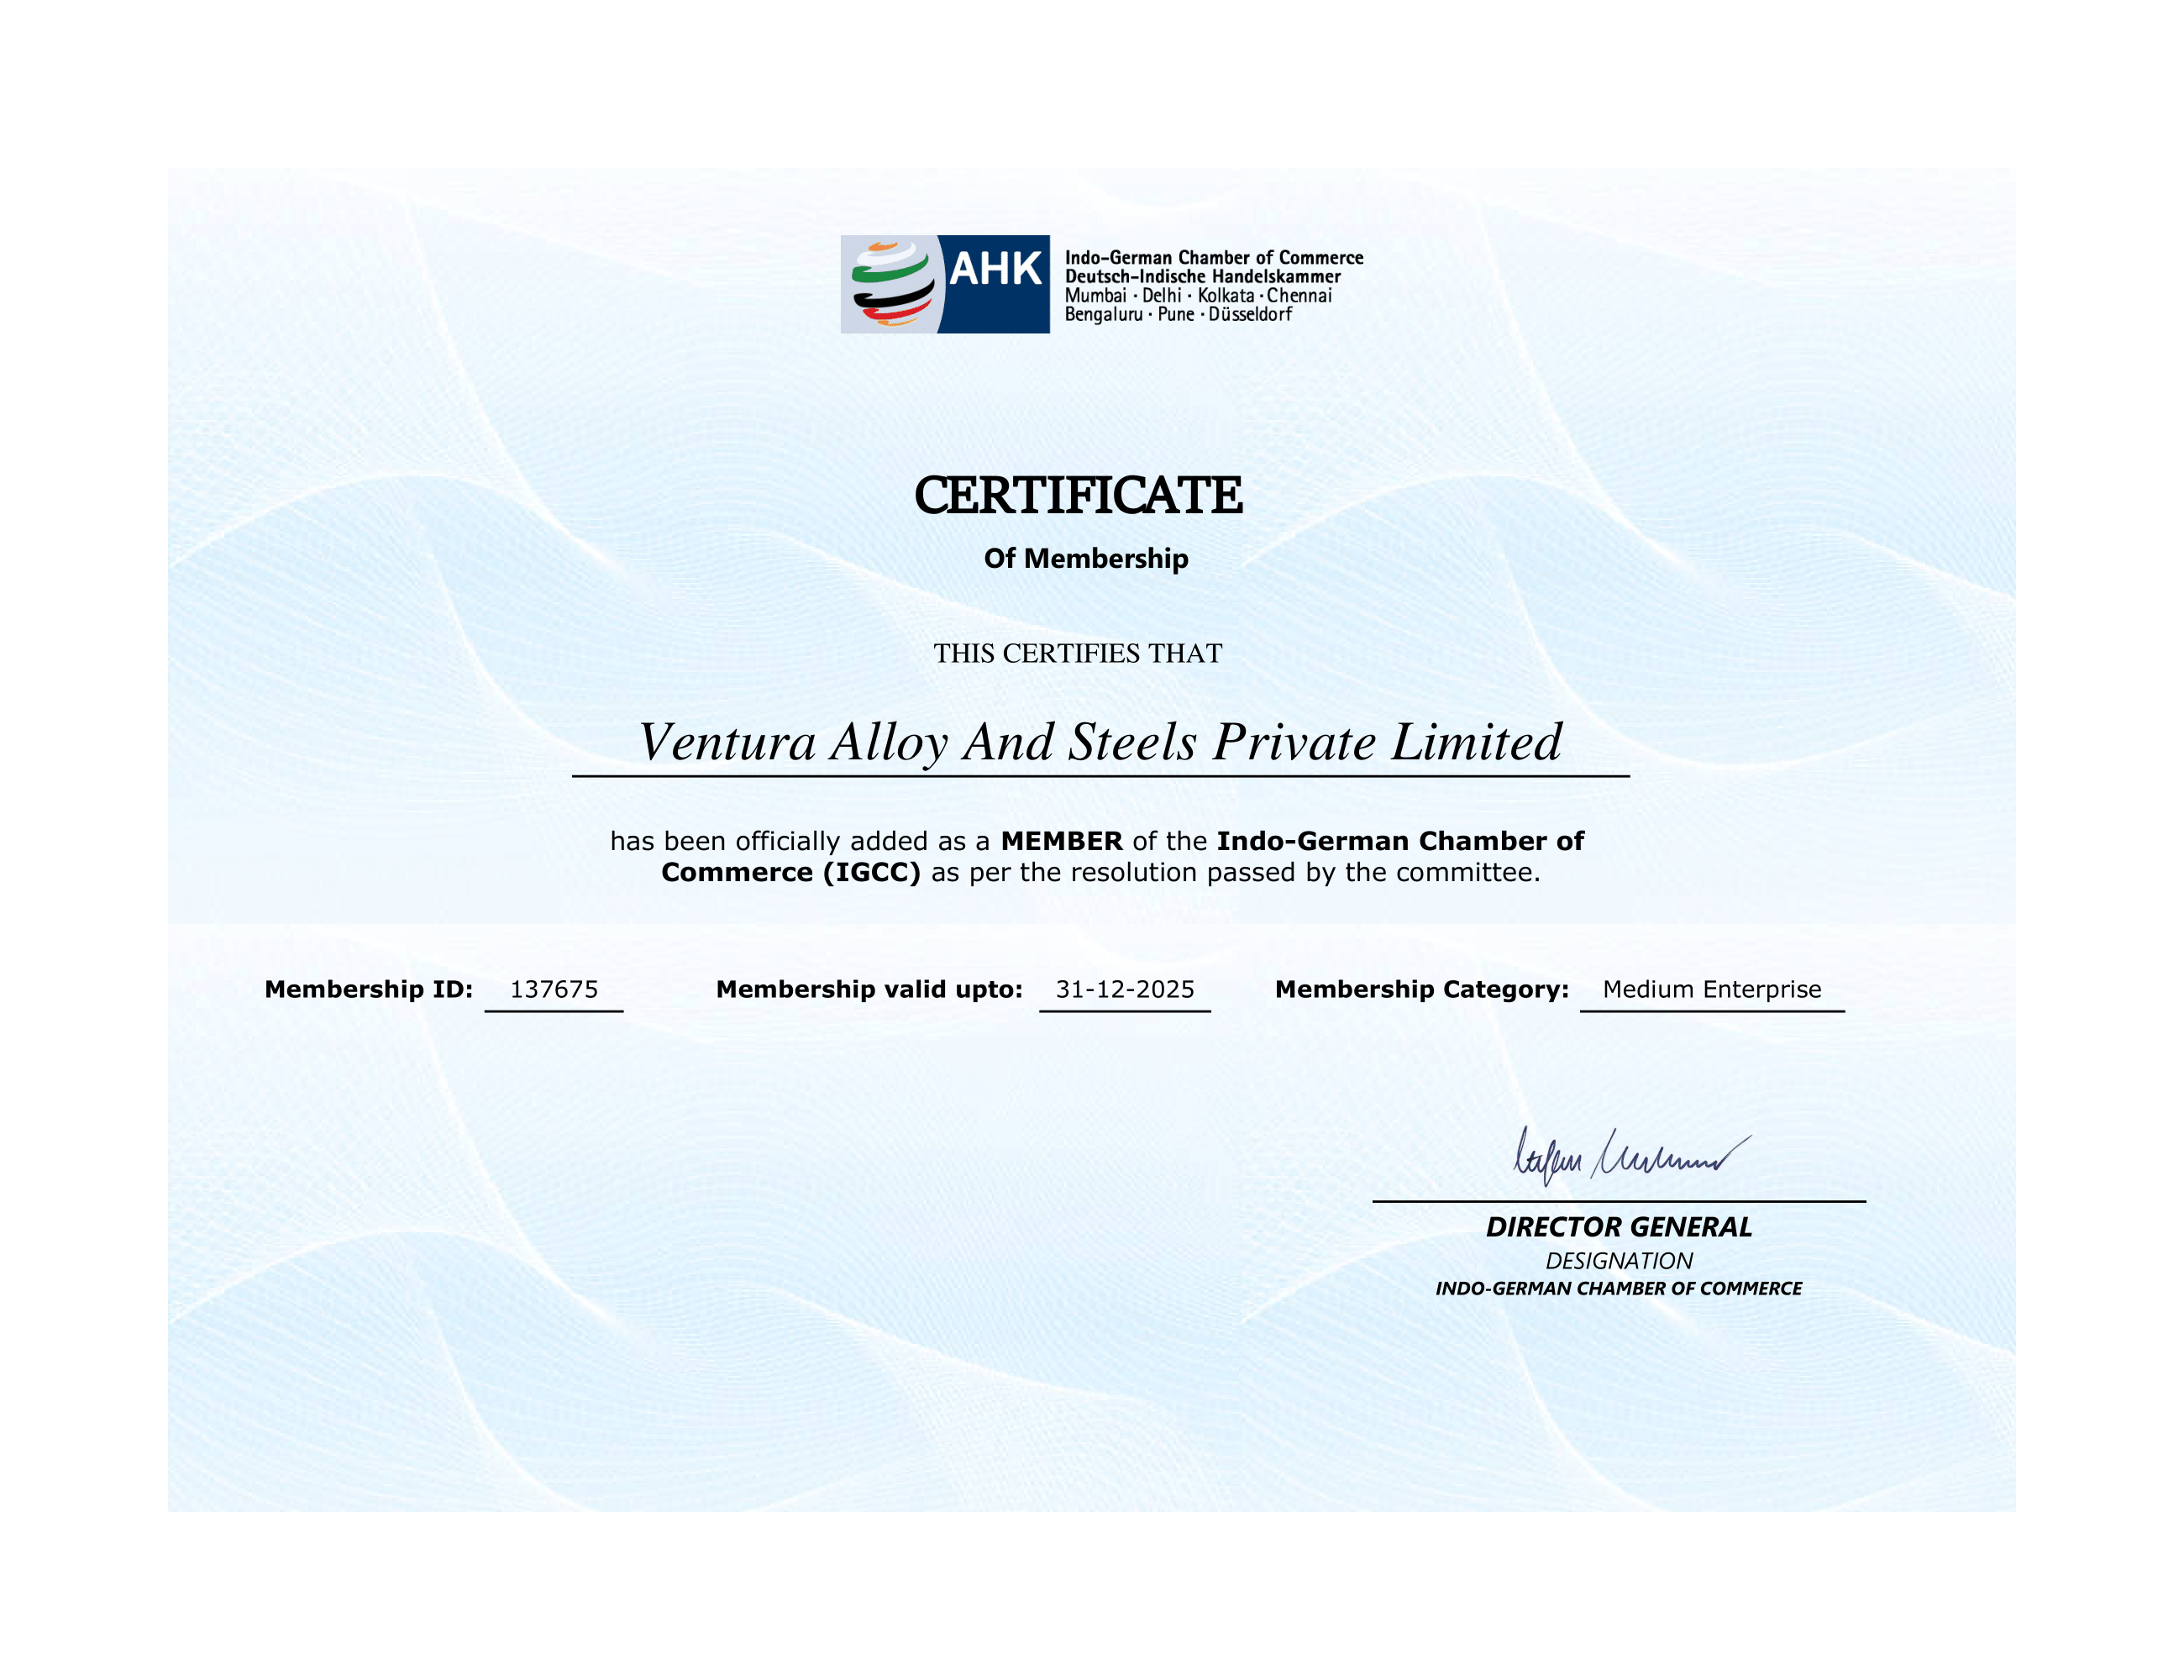 AHK
Indo-German Chamber of Commerce
Deutsch-Indische Handelskammer
Mumbai · Delhi · Kolkata · Chennai
Bengaluru · Pune · Düsseldorf
CERTIFICATE
Of Membership
THIS CERTIFIES THAT
Ventura Alloy And Steels Private Limited
has been officially added as a MEMBER of the Indo-German Chamber of
Commerce (IGCC) as per the resolution passed by the committee.
Membership ID: 137675 Membership valid upto: 31-12-2025 Membership Category: Medium Enterprise
DIRECTOR GENERAL
DESIGNATION
INDO-GERMAN CHAMBER OF COMMERCE